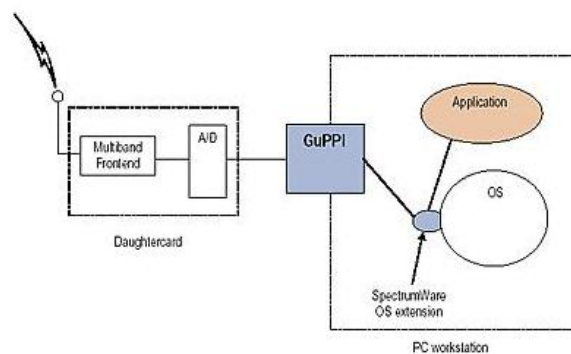 Multiband
Frontend
A/D
Daughtercard
GuPPI
Application
OS
SpectrumWare
OS extension
PC workstation